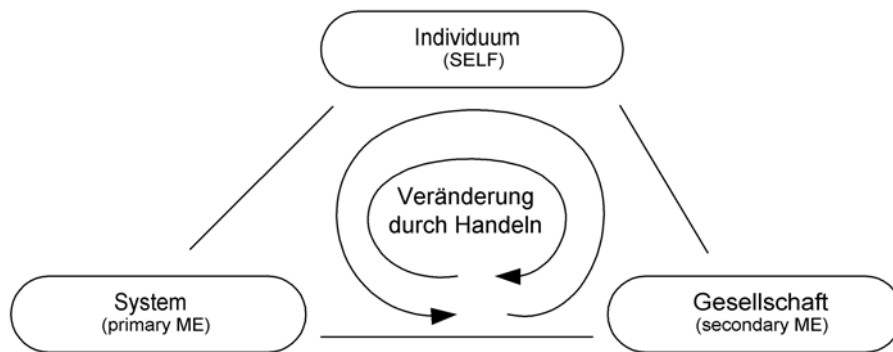 Individuum
(SELF)
Veränderung
durch Handeln
System
(primary ME)
Gesellschaft
(secondary ME)